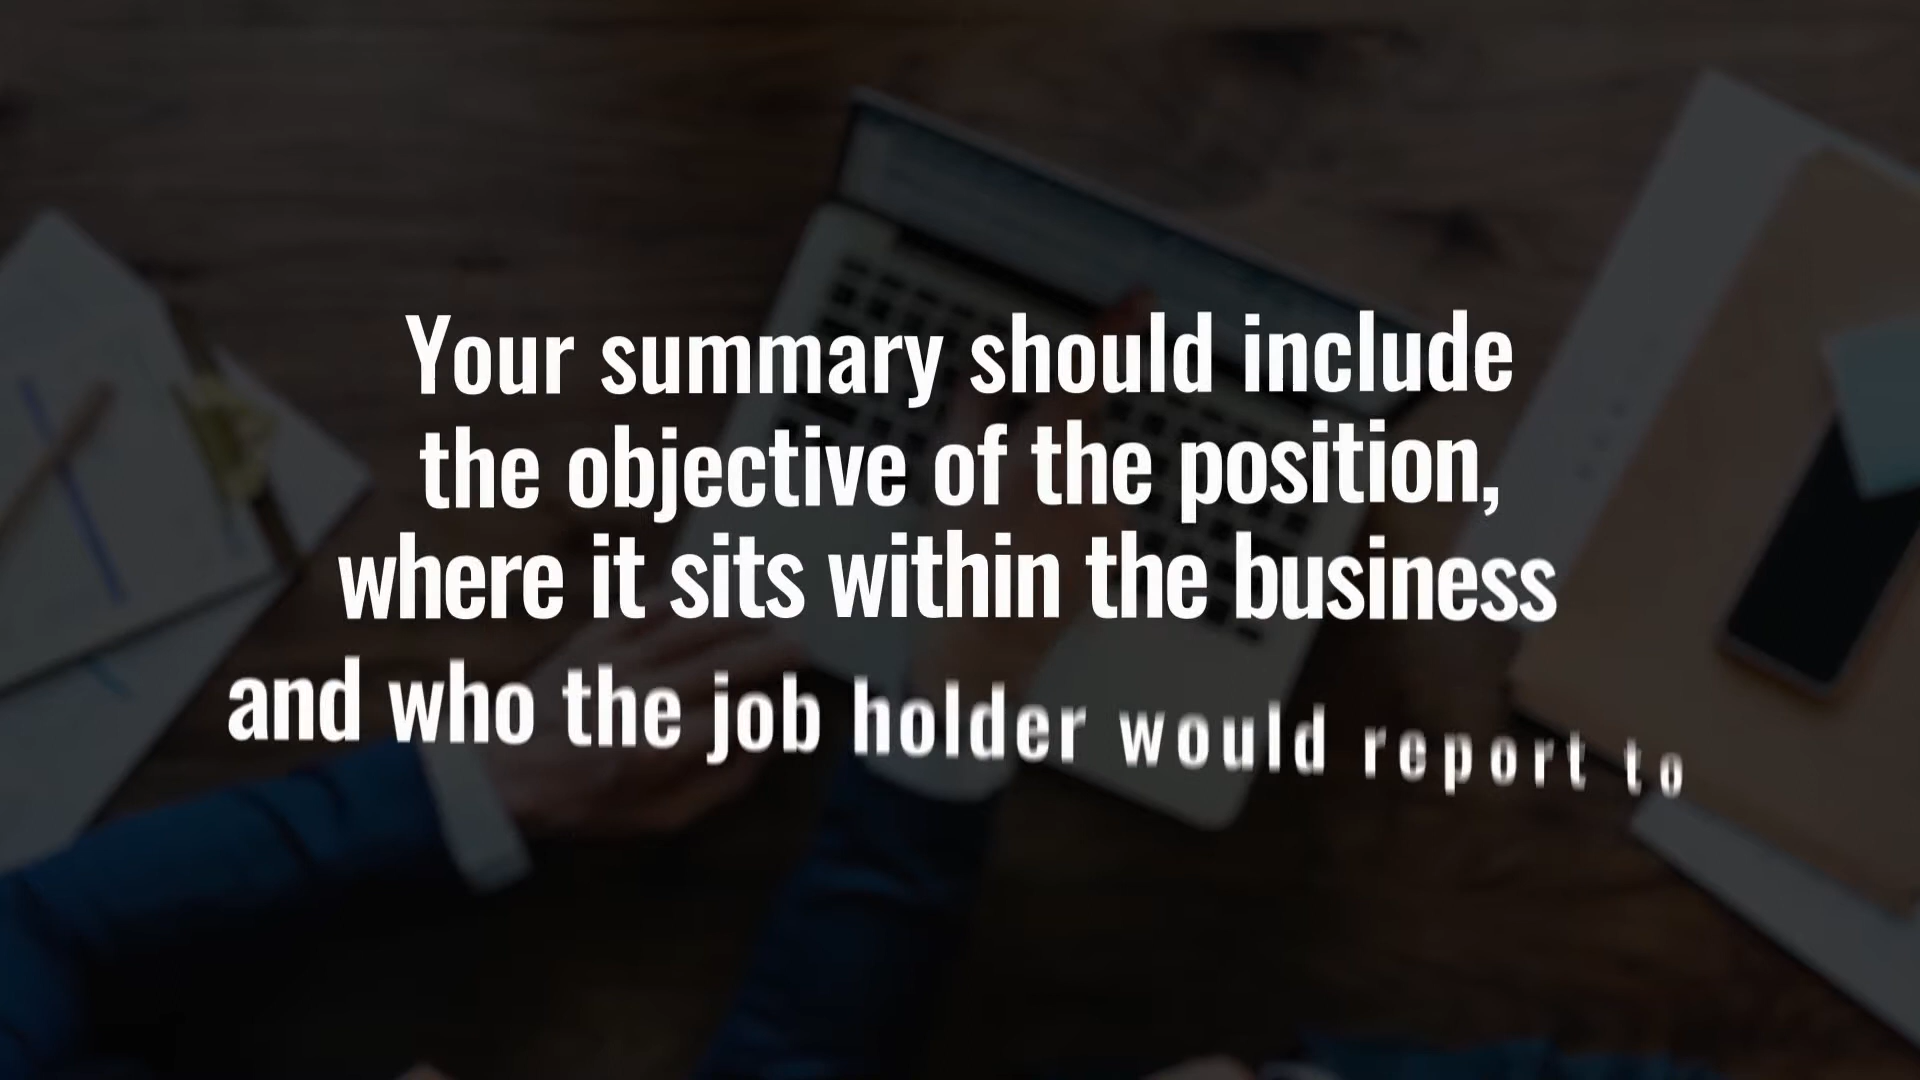 Your summary should include
the objective of the position,
where it sits within the business
and who the job holder would report to